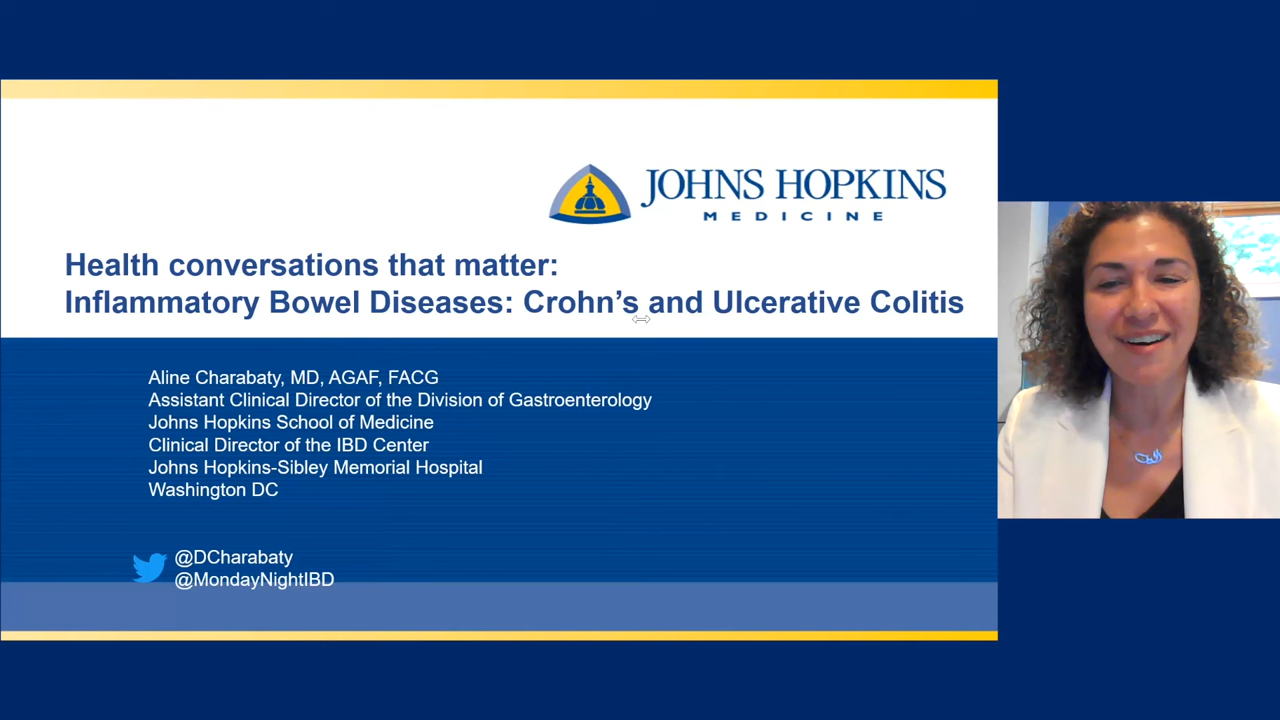 JOHNS HOPKINS
MEDICINE
Health conversations that matter:
Inflammatory Bowel Diseases: Crohn’s and Ulcerative Colitis
Aline Charabaty, MD, AGAF, FACG
Assistant Clinical Director of the Division of Gastroenterology
Johns Hopkins School of Medicine
Clinical Director of the IBD Center
Johns Hopkins-Sibley Memorial Hospital
Washington DC
@DCharabaty
@MondayNightIBD